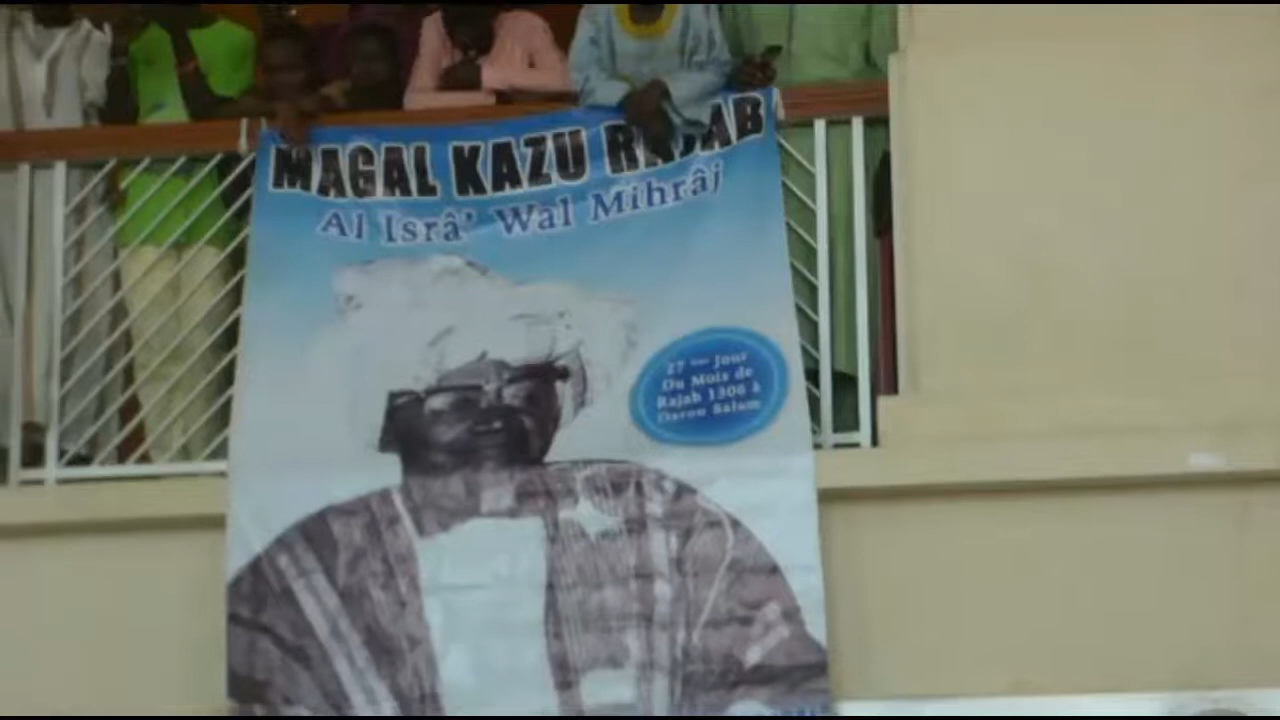 MAGAL KAZU RAJAB
Al Isrâ' Wal Mihrâj
27 ème Jour
Du Mois de
Rajab 1306 à
Darou Salam